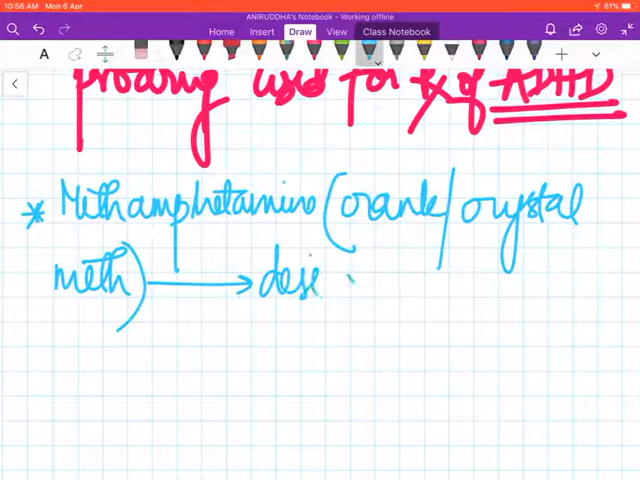 10:56 AM Mon 6 Apr
61%
ANIRUDDHA's Notebook - Working offline
Home Insert Draw View Class Notebook
A
used for Rx of ADHD
* Methamphetamine (crank/ crystal
meth) → desi